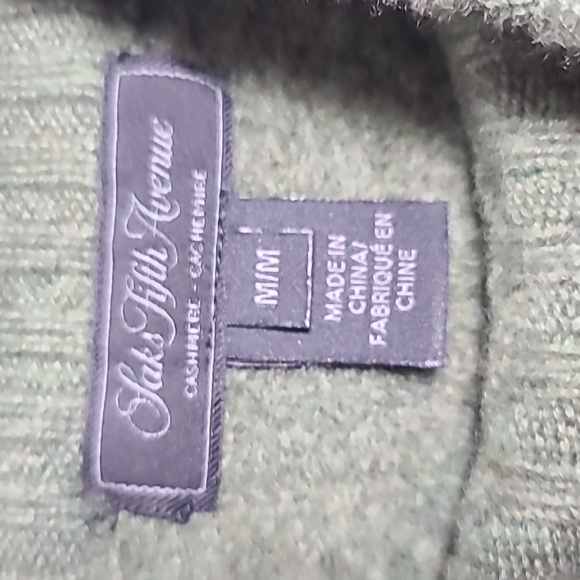 Saks Fifth Avenue
CASHMERE - CACHEMIRE
M/M
MADE IN
CHINA/
FABRIQUÉ EN
CHINE